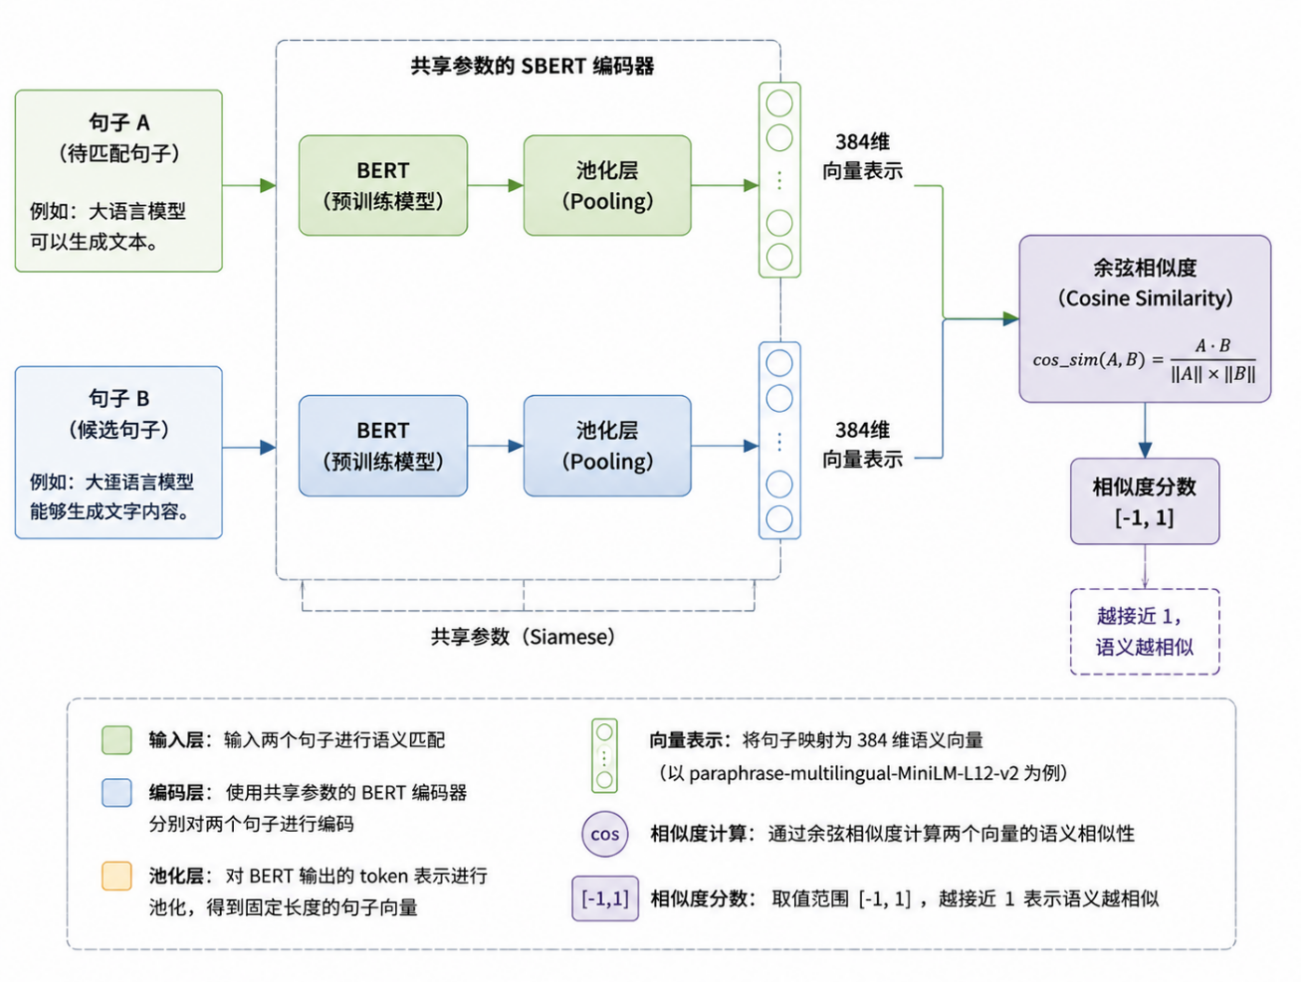 共享参数的 SBERT 编码器
句子 A
（待匹配句子）
例如：大语言模型
可以生成文本。
BERT
（预训练模型）
池化层
（Pooling）
384维
向量表示
句子 B
（候选句子）
例如：大语言模型
能够生成文字内容。
BERT
（预训练模型）
池化层
（Pooling）
384维
向量表示
余弦相似度
（Cosine Similarity）
cos_sim(A, B) = A · B / ||A|| × ||B||
相似度分数
[-1, 1]
越接近 1，
语义越相似
共享参数（Siamese）
输入层：输入两个句子进行语义匹配
编码层：使用共享参数的 BERT 编码器
分别对两个句子进行编码
池化层：对 BERT 输出的 token 表示进行
池化，得到固定长度的句子向量
向量表示：将句子映射为 384 维语义向量
（以 paraphrase-multilingual-MiniLM-L12-v2 为例）
cos
相似度计算：通过余弦相似度计算两个向量的语义相似性
[-1,1]
相似度分数：取值范围 [-1, 1] ，越接近 1 表示语义越相似